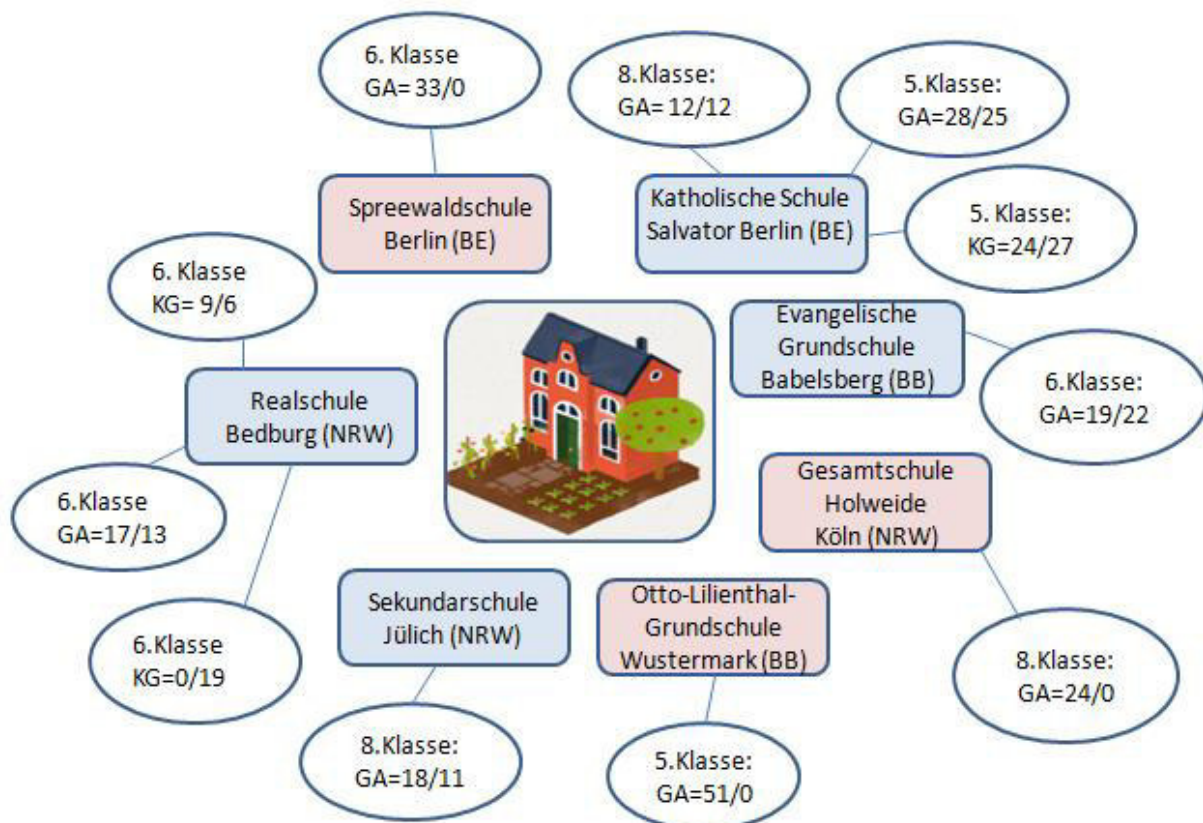 6. Klasse
GA= 33/0
8.Klasse:
GA= 12/12
5.Klasse:
GA=28/25
Spreewaldschule
Berlin (BE)
Katholische Schule
Salvator Berlin (BE)
5. Klasse:
KG=24/27
6. Klasse
KG= 9/6
Evangelische
Grundschule
Babelsberg (BB)
6.Klasse:
GA=19/22
Realschule
Bedburg (NRW)
6.Klasse
GA=17/13
Gesamtschule
Holweide
Köln (NRW)
Sekundarschule
Jülich (NRW)
Otto-Lilienthal-
Grundschule
Wustermark (BB)
6.Klasse
KG=0/19
8.Klasse:
GA=24/0
8.Klasse:
GA=18/11
5.Klasse:
GA=51/0